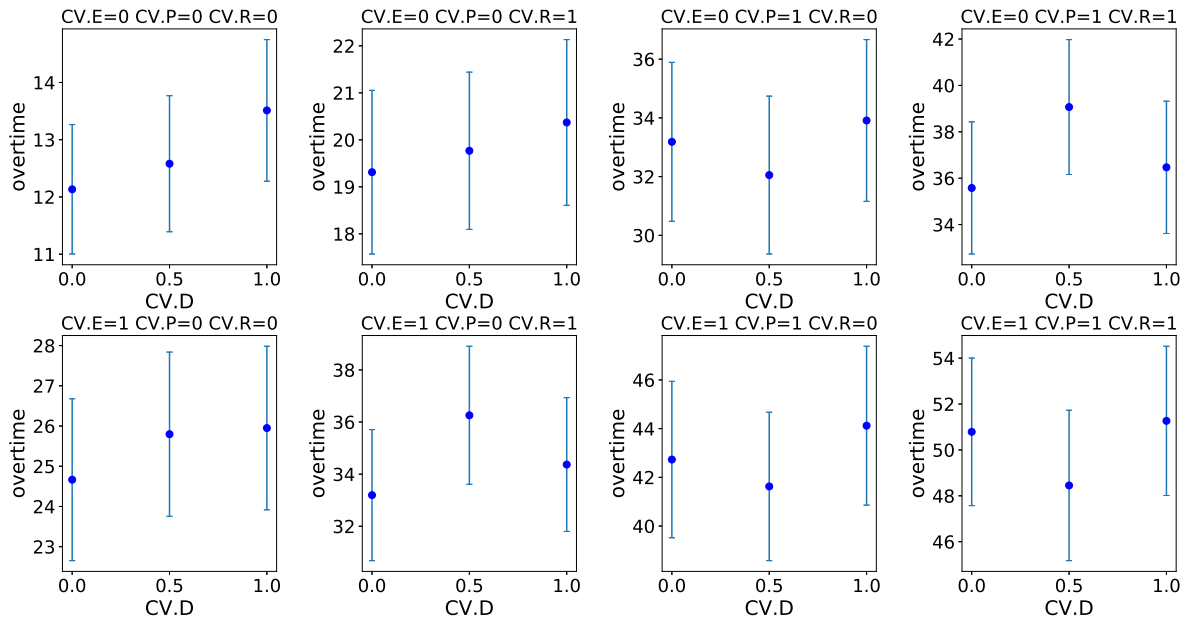 CV.E=0 CV.P=0 CV.R=0
overtime
14
13
12
11
0.0 0.5 1.0
CV.D
CV.E=0 CV.P=0 CV.R=1
overtime
22
21
20
19
18
0.0 0.5 1.0
CV.D
CV.E=0 CV.P=1 CV.R=0
overtime
36
34
32
30
0.0 0.5 1.0
CV.D
CV.E=0 CV.P=1 CV.R=1
overtime
42
40
38
36
34
0.0 0.5 1.0
CV.D
CV.E=1 CV.P=0 CV.R=0
overtime
28
27
26
25
24
23
0.0 0.5 1.0
CV.D
CV.E=1 CV.P=0 CV.R=1
overtime
38
36
34
32
0.0 0.5 1.0
CV.D
CV.E=1 CV.P=1 CV.R=0
overtime
46
44
42
40
0.0 0.5 1.0
CV.D
CV.E=1 CV.P=1 CV.R=1
overtime
54
52
50
48
46
0.0 0.5 1.0
CV.D